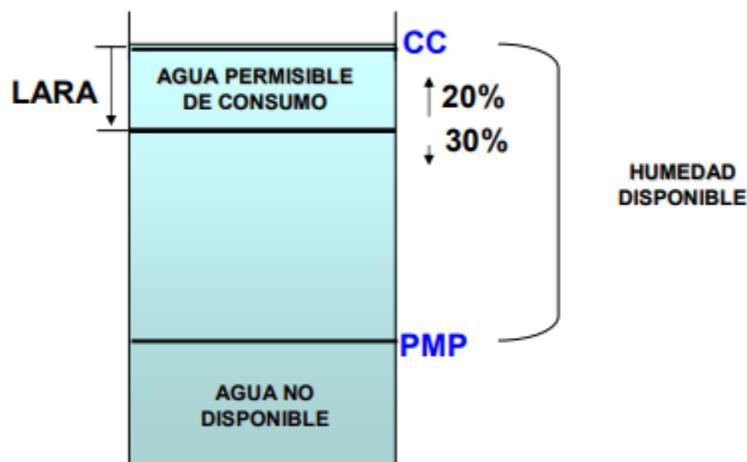 CC
LARA
AGUA PERMISIBLE
DE CONSUMO
20%
30%
HUMEDAD
DISPONIBLE
PMP
AGUA NO
DISPONIBLE